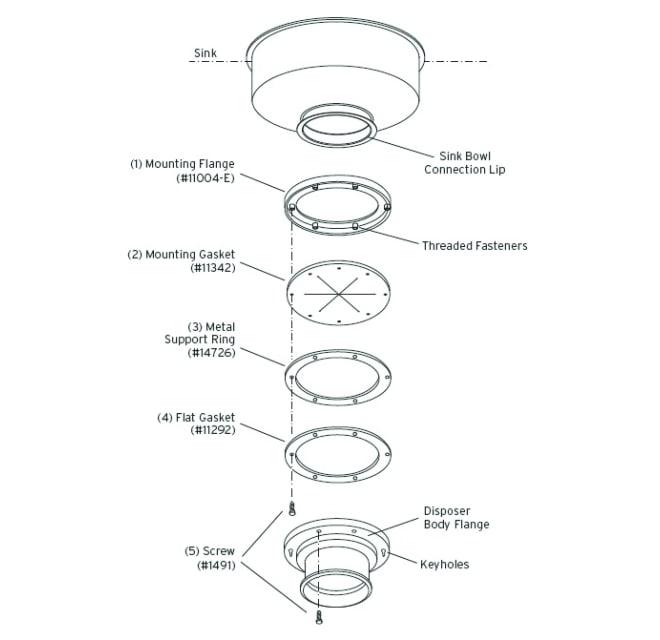 Sink
Sink Bowl
Connection Lip
(1) Mounting Flange
(#11004-E)
Threaded Fasteners
(2) Mounting Gasket
(#11342)
(3) Metal
Support Ring
(#14726)
(4) Flat Gasket
(#11292)
Disposer
Body Flange
(5) Screw
(#1491)
Keyholes